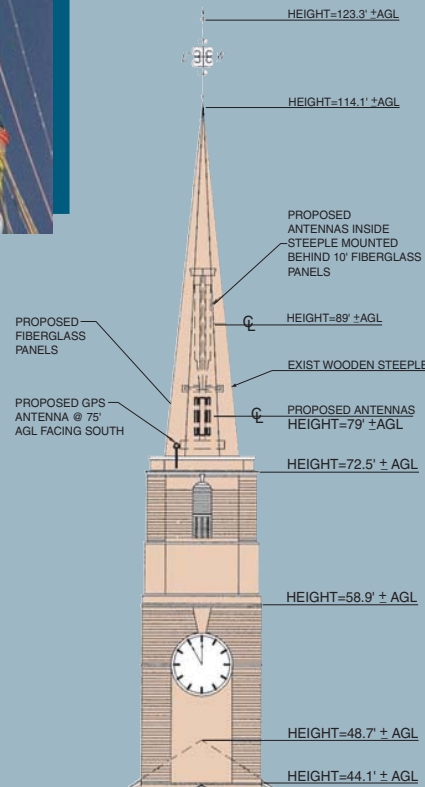 HEIGHT=123.3' ±AGL
HEIGHT=114.1' ±AGL
PROPOSED
ANTENNAS INSIDE
STEEPLE MOUNTED
BEHIND 10' FIBERGLASS
PANELS
℄
HEIGHT=89' ±AGL
PROPOSED
FIBERGLASS
PANELS
EXIST WOODEN STEEPLE
PROPOSED GPS
ANTENNA @ 75'
AGL FACING SOUTH
℄
PROPOSED ANTENNAS
HEIGHT=79' ±AGL
HEIGHT=72.5' ± AGL
HEIGHT=58.9' ± AGL
HEIGHT=48.7' ± AGL
HEIGHT=44.1' ± AGL